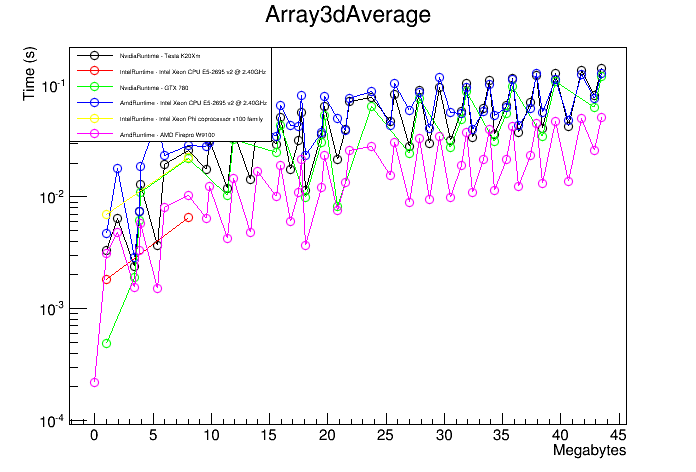 Array3dAverage
Time (s)
NvidiaRuntime - Tesla K20Xm
IntelRuntime - Intel Xeon CPU E5-2695 v2 @ 2.40GHz
NvidiaRuntime - GTX 780
AmdRuntime - Intel Xeon CPU E5-2695 v2 @ 2.40GHz
IntelRuntime - Intel Xeon Phi coprocessor x100 family
AmdRuntime - AMD Firepro W9100
10⁻¹
10⁻²
10⁻³
10⁻⁴
0 5 10 15 20 25 30 35 40 45
Megabytes